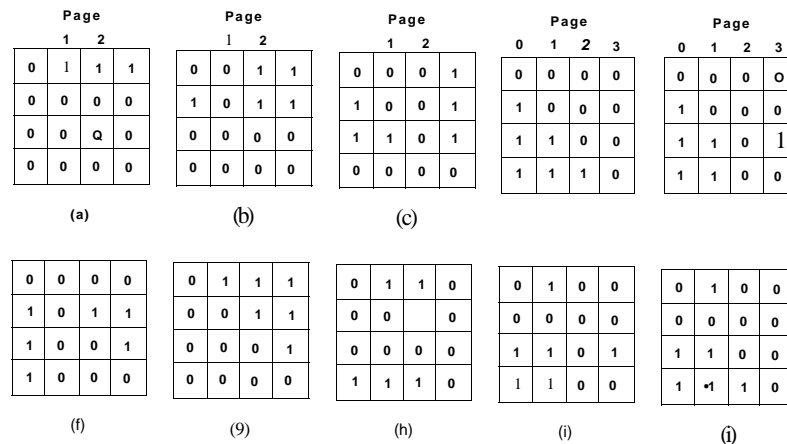 Page
1 2
0 1 1 1
0 0 0 0
0 0 Q 0
0 0 0 0
(a)
Page
1 2
0 0 1 1
1 0 1 1
0 0 0 0
0 0 0 0
(b)
Page
1 2
0 0 0 1
1 0 0 1
1 1 0 1
0 0 0 0
(c)
Page
0 1 2 3
0 0 0 0
1 0 0 0
1 1 0 0
1 1 1 0
Page
0 1 2 3
0 0 0 O
1 0 0 0
1 1 0 1
1 1 0 0
0 0 0 0
1 0 1 1
1 0 0 1
1 0 0 0
(f)
0 1 1 1
0 0 1 1
0 0 0 1
0 0 0 0
(9)
0 1 1 0
0 0 0
0 0 0 0
1 1 1 0
(h)
0 1 0 0
0 0 0 0
1 1 0 1
1 1 0 0
(i)
0 1 0 0
0 0 0 0
1 1 0 0
1 •1 1 0
(i)